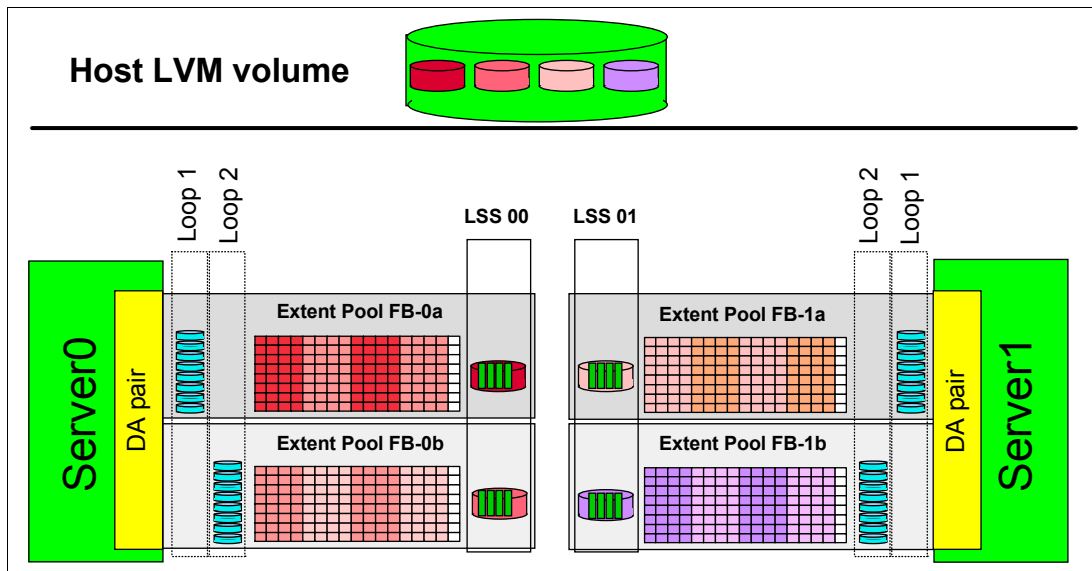 Host LVM volume
Loop 1
Loop 2
LSS 00
LSS 01
Loop 2
Loop 1
Server0
DA pair
Extent Pool FB-0a
Extent Pool FB-1a
Extent Pool FB-0b
Extent Pool FB-1b
DA pair
Server1